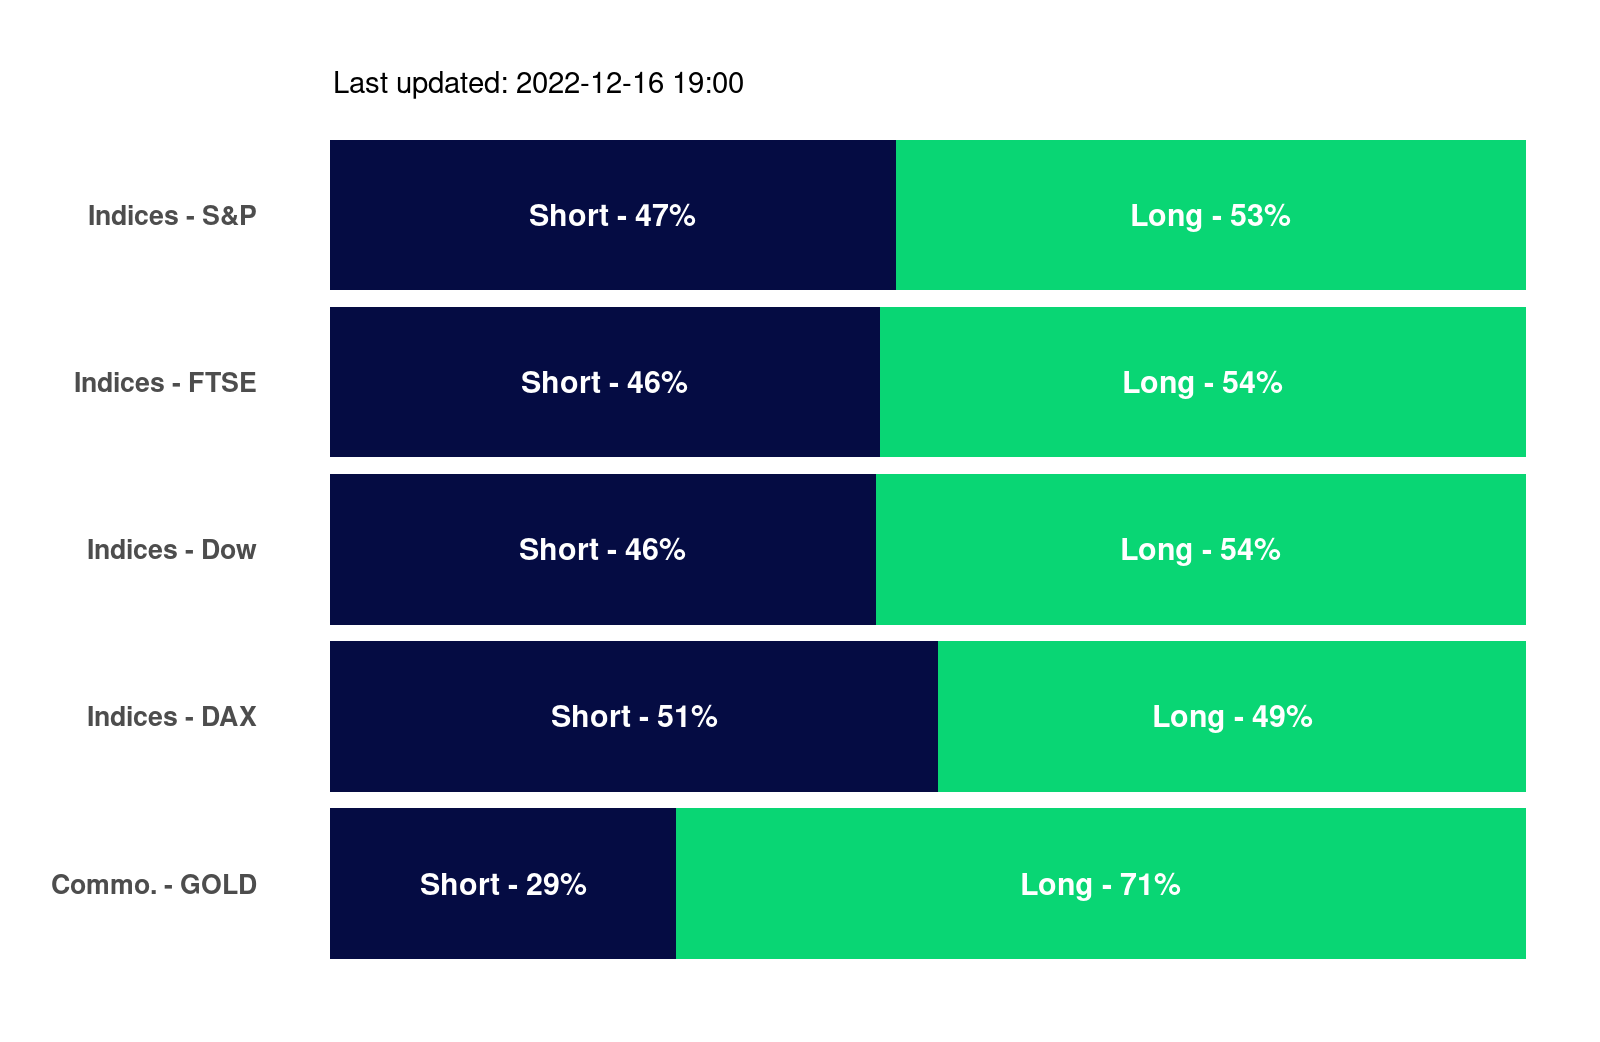 Last updated: 2022-12-16 19:00
Indices - S&P Short - 47% Long - 53%
Indices - FTSE Short - 46% Long - 54%
Indices - Dow Short - 46% Long - 54%
Indices - DAX Short - 51% Long - 49%
Commo. - GOLD Short - 29% Long - 71%